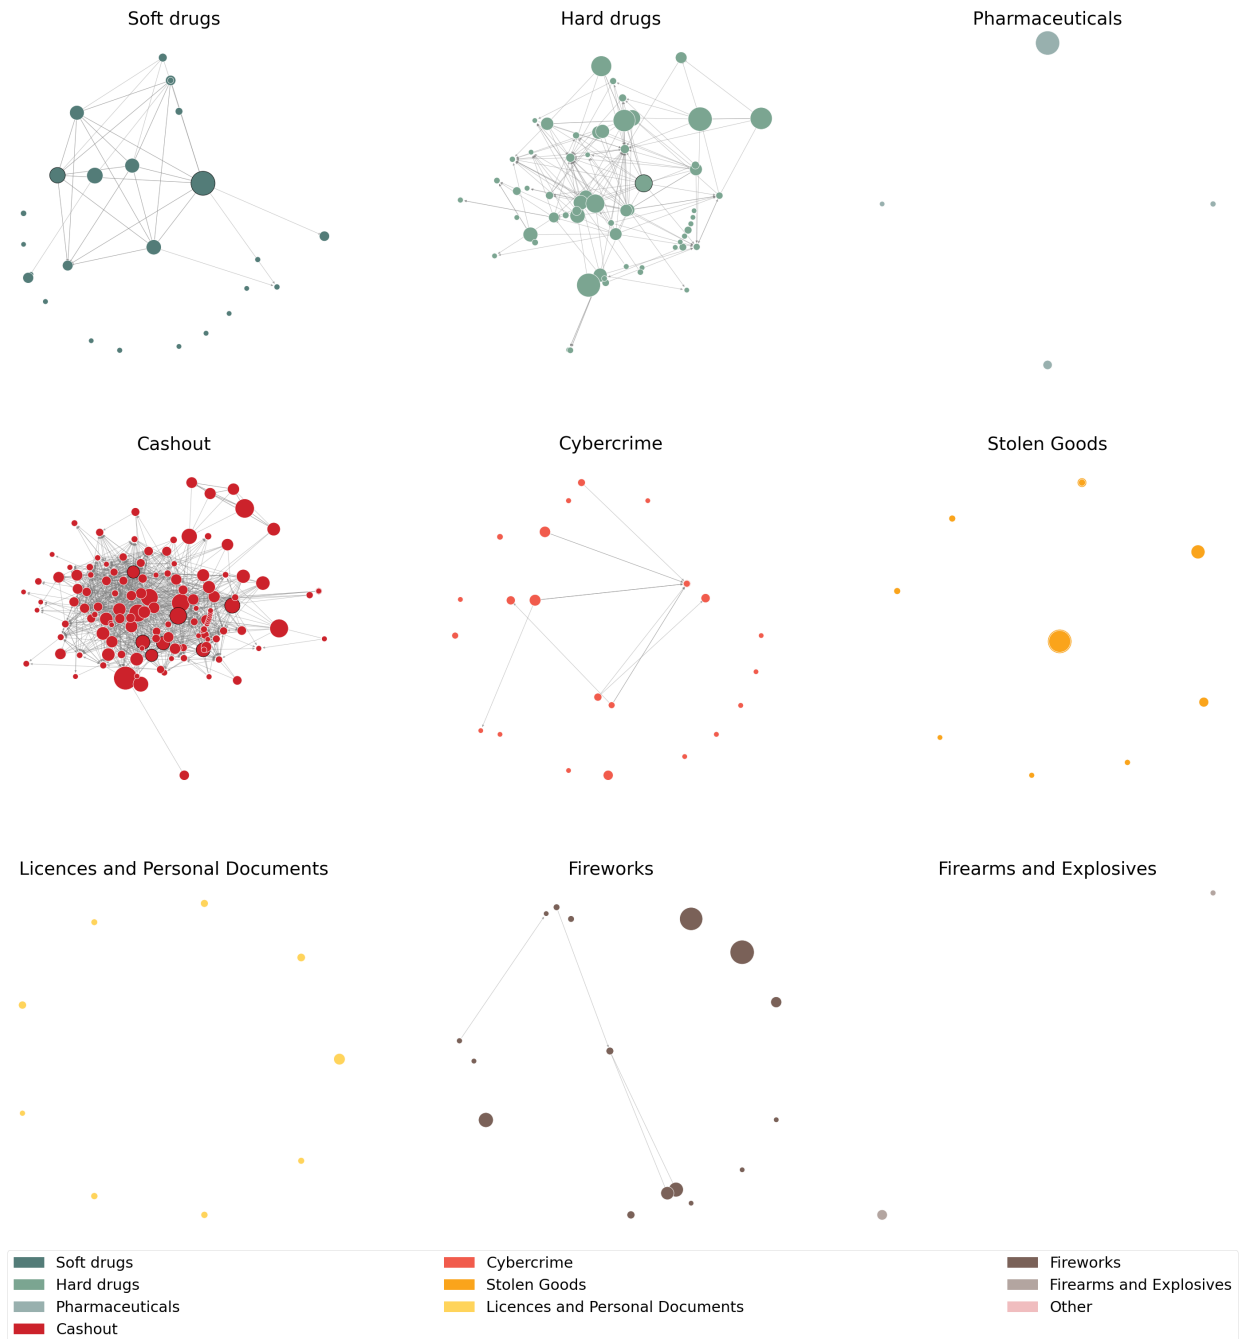 Soft drugs
Hard drugs
Pharmaceuticals
Cashout
Cybercrime
Stolen Goods
Licences and Personal Documents
Fireworks
Firearms and Explosives
Soft drugs
Hard drugs
Pharmaceuticals
Cashout
Cybercrime
Stolen Goods
Licences and Personal Documents
Fireworks
Firearms and Explosives
Other